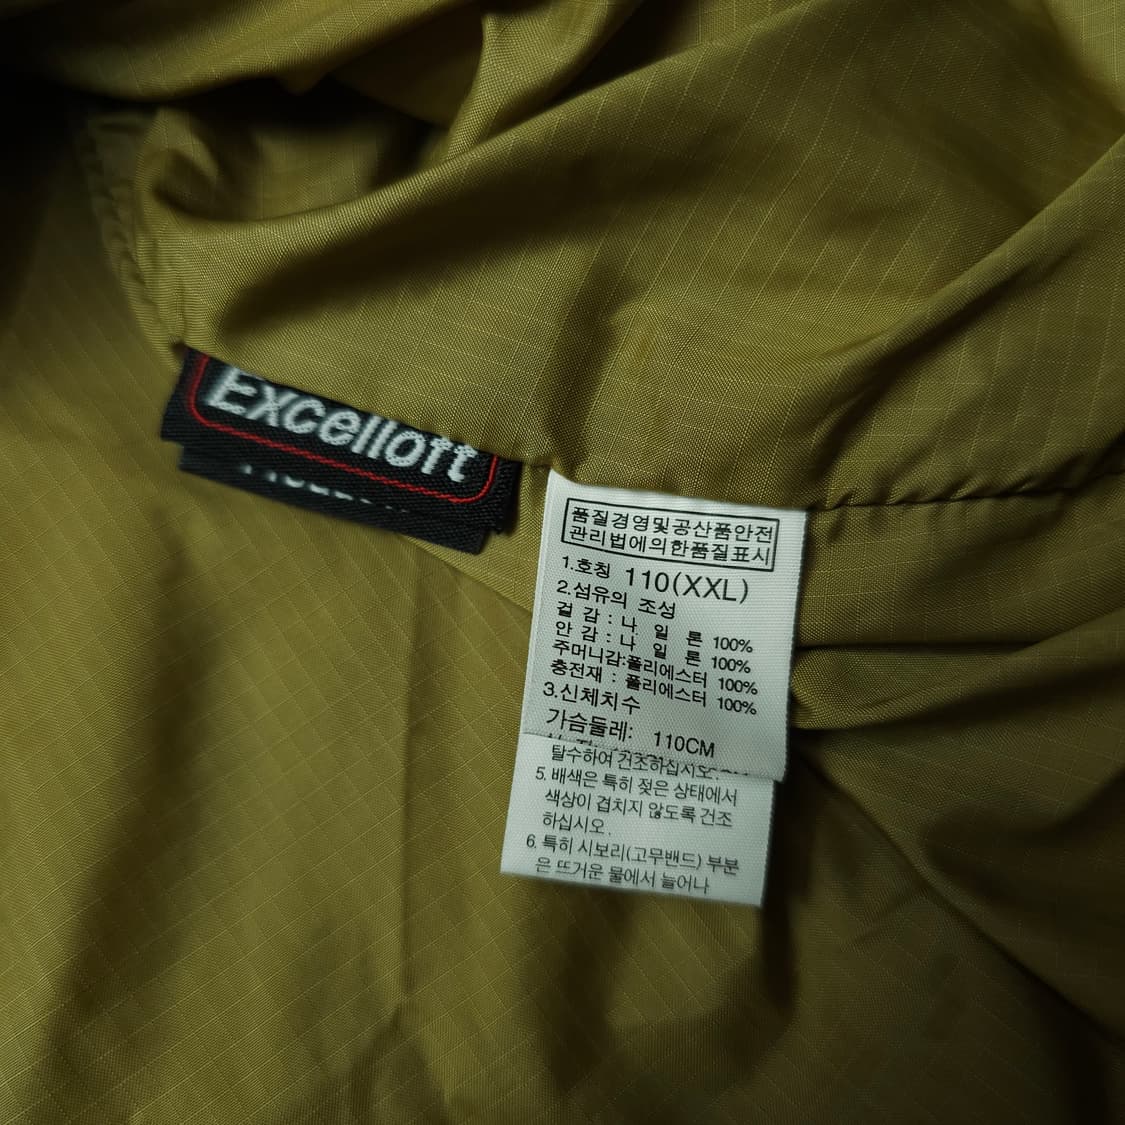 Excelloft
품질경영및공산품안전
관리법에의한품질표시
1.호칭 110(XXL)
2.섬유의 조성
겉 감 : 나 일 론 100%
안 감 : 나 일 론 100%
주머니감:폴리에스터 100%
충전재 : 폴리에스터 100%
3.신체치수
가슴둘레: 110CM
탈수하여 건조하십시오.
5. 배색은 특히 젖은 상태에서
색상이 겹치지 않도록 건조
하십시오.
6. 특히 시보리(고무밴드) 부분
은 뜨거운 물에서 늘어나